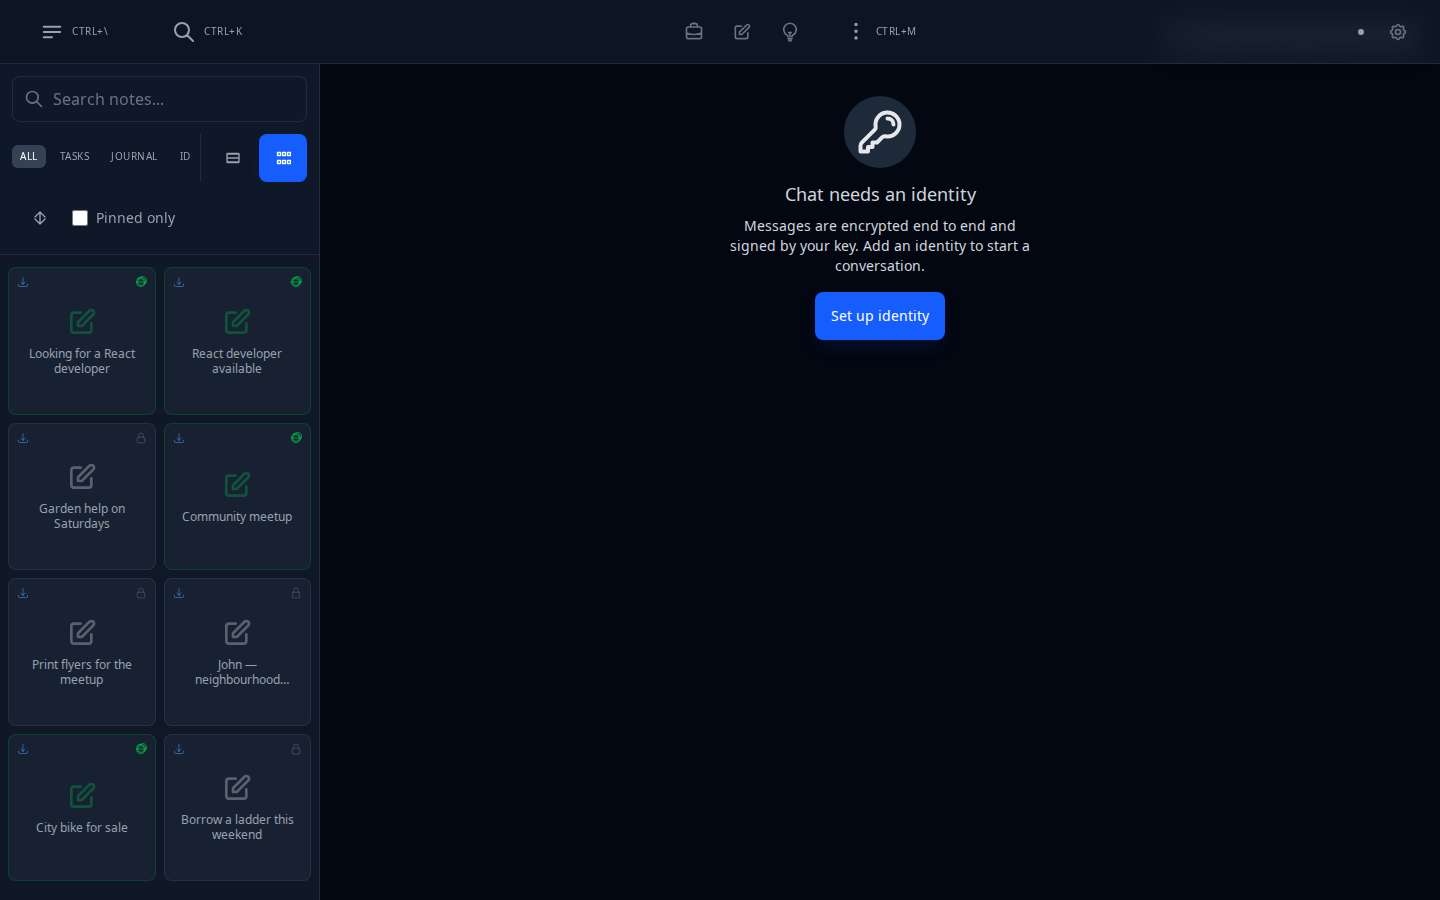 CTRL+\
CTRL+K
CTRL+M
Search notes...
ALL
TASKS
JOURNAL
ID
Pinned only
Looking for a React
developer
React developer
available
Garden help on
Saturdays
Community meetup
Print flyers for the
meetup
John —
neighbourhood...
City bike for sale
Borrow a ladder this
weekend
Chat needs an identity
Messages are encrypted end to end and
signed by your key. Add an identity to start a
conversation.
Set up identity